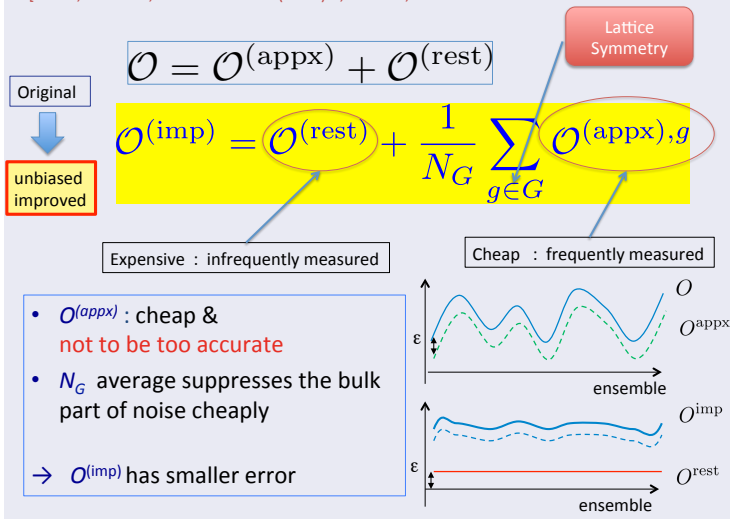 Lattice
Symmetry
𝒪 = 𝒪^(appx) + 𝒪^(rest)
Original
𝒪^(imp) = 𝒪^(rest) + 1/N_G ∑_{g∈G} 𝒪^(appx),g
unbiased
improved
Expensive : infrequently measured
Cheap : frequently measured
• O^(appx) : cheap &
not to be too accurate
• N_G average suppresses the bulk
part of noise cheaply
→ O^(imp) has smaller error
O
O^appx
ε
ensemble
O^imp
ε
O^rest
ensemble